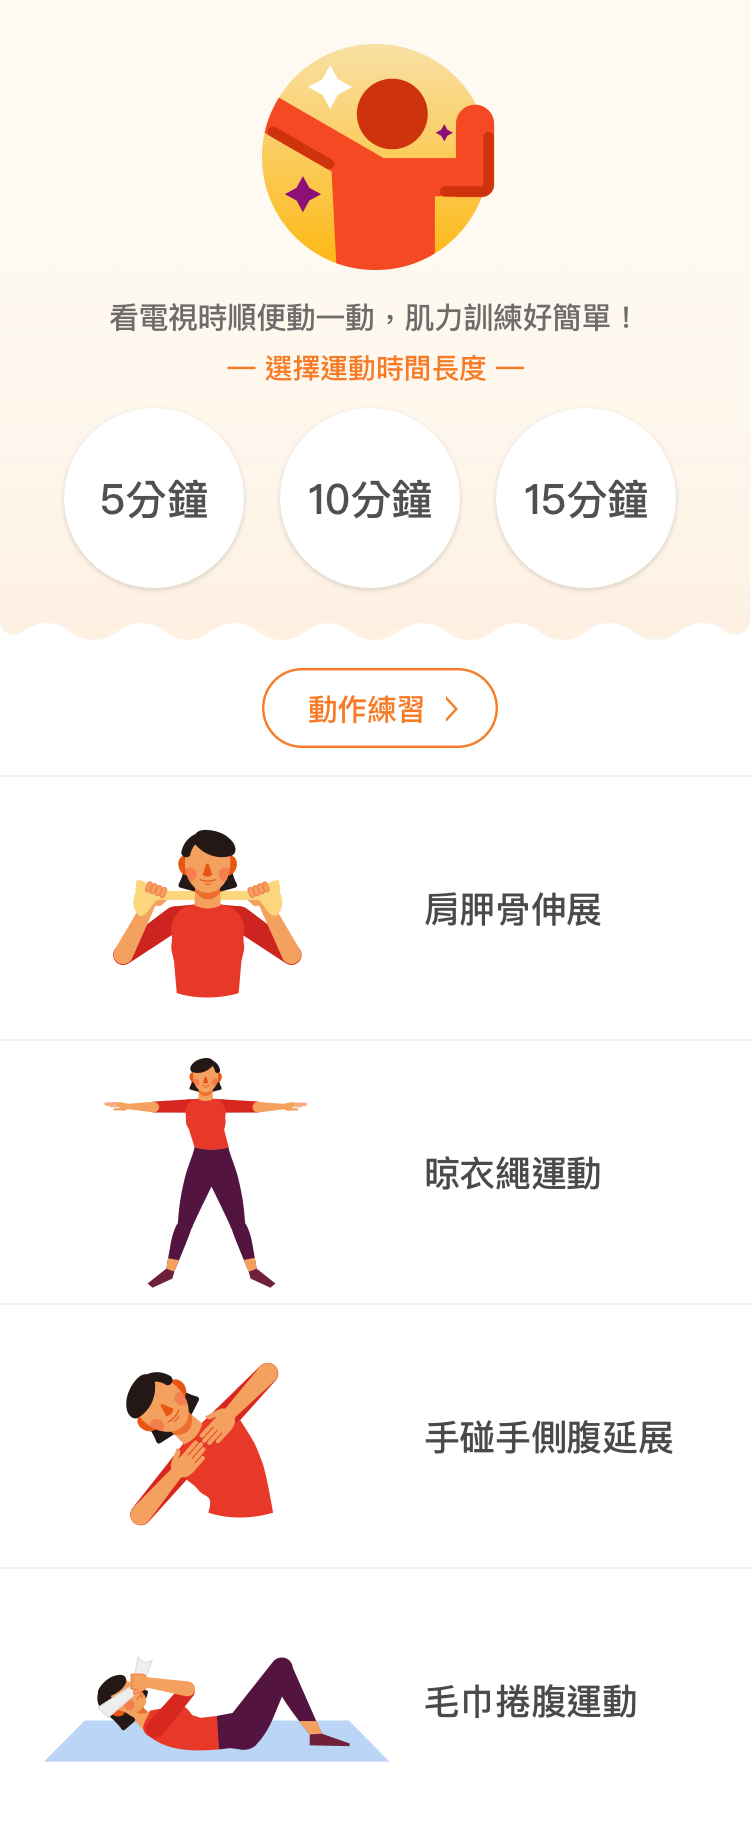 看電視時順便動一動，肌力訓練好簡單！
— 選擇運動時間長度 —
5分鐘
10分鐘
15分鐘
動作練習
肩胛骨伸展
晾衣繩運動
手碰手側腹延展
毛巾捲腹運動